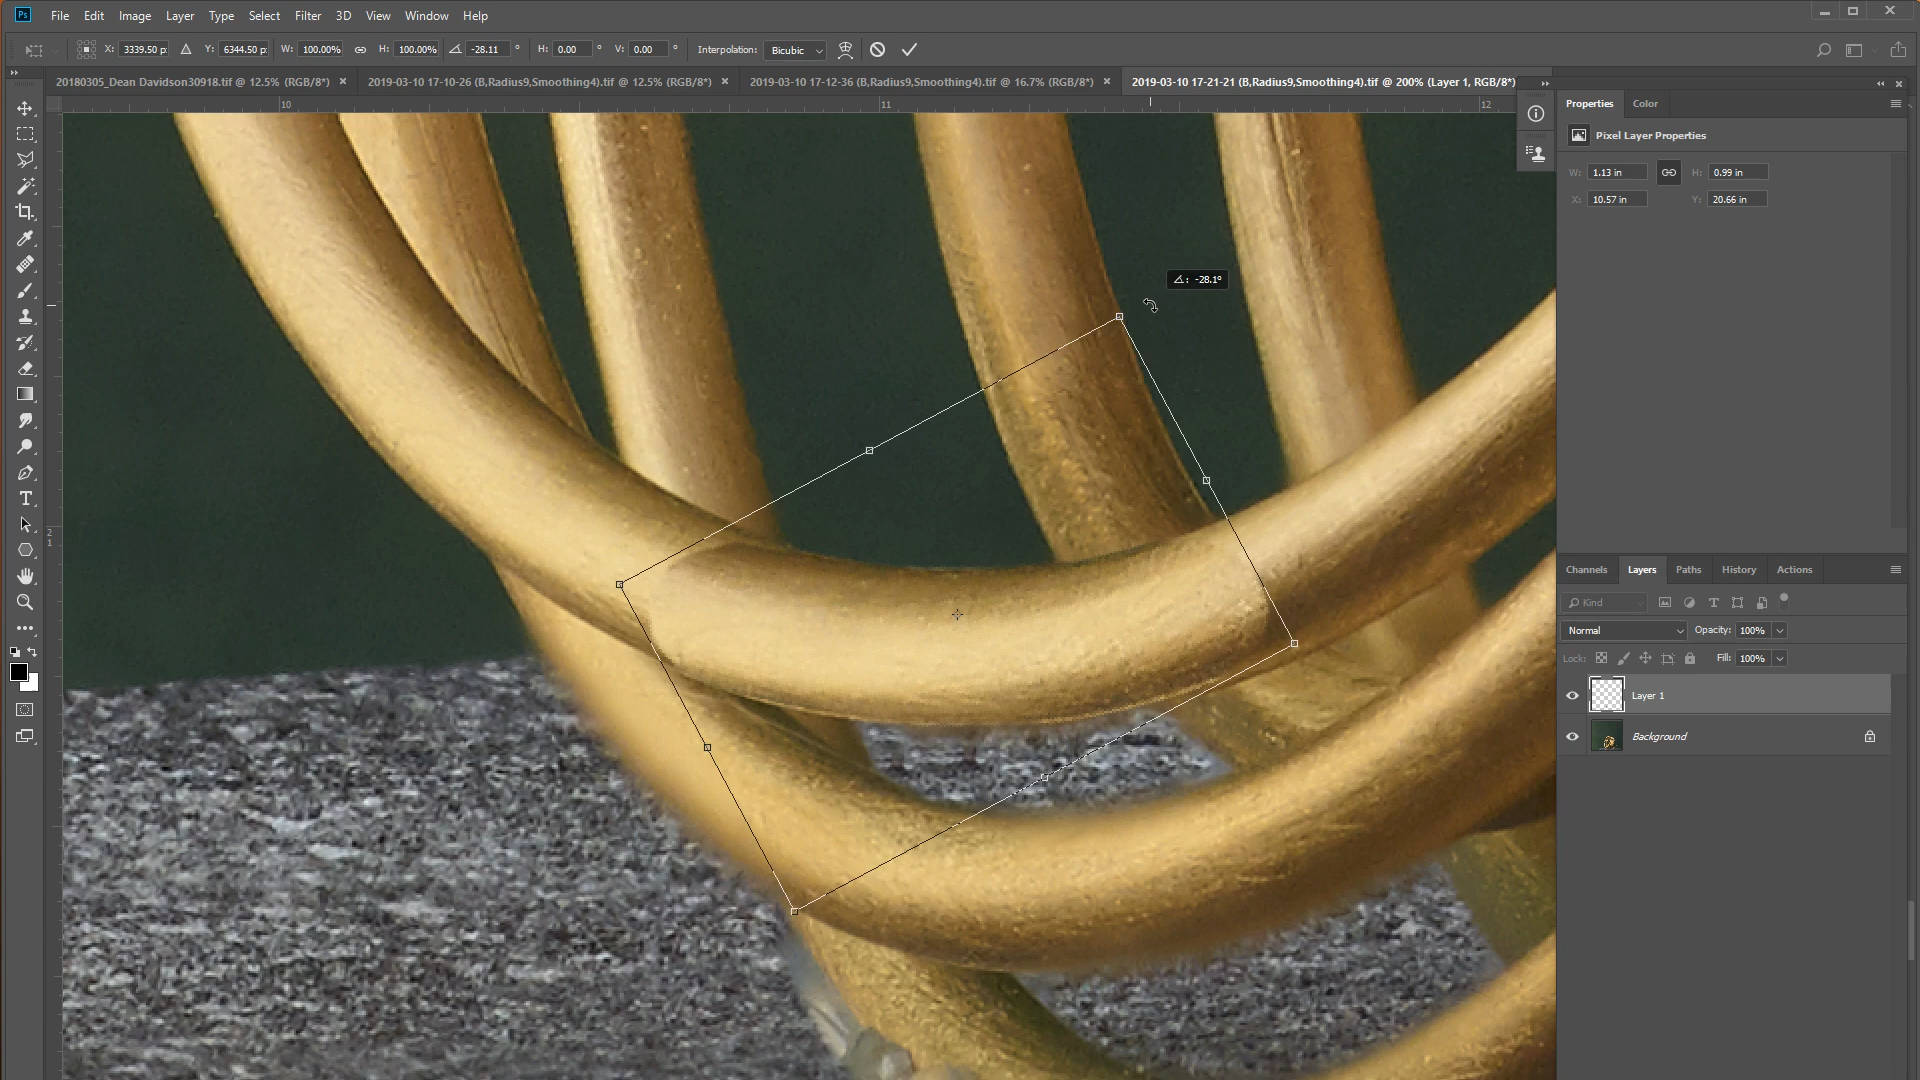 Ps File Edit Image Layer Type Select Filter 3D View Window Help
X: 3339.50 p: Y: 6344.50 p: W: 100.00% H: 100.00% -28.11 ° H: 0.00 ° V: 0.00 ° Interpolation: Bicubic
20180305_Dean Davidson30918.tif @ 12.5% (RGB/8*) ×
2019-03-10 17-10-26 (B,Radius9,Smoothing4).tif @ 12.5% (RGB/8*) ×
2019-03-10 17-12-36 (B,Radius9,Smoothing4).tif @ 16.7% (RGB/8*) ×
2019-03-10 17-21-21 (B,Radius9,Smoothing4).tif @ 200% (Layer 1, RGB/8*)
10 11 12
2
1
-28.1°
Properties Color
Pixel Layer Properties
W: 1.13 in H: 0.99 in
X: 10.57 in Y: 20.66 in
Channels Layers Paths History Actions
Kind
Normal Opacity: 100%
Lock: Fill: 100%
Layer 1
Background